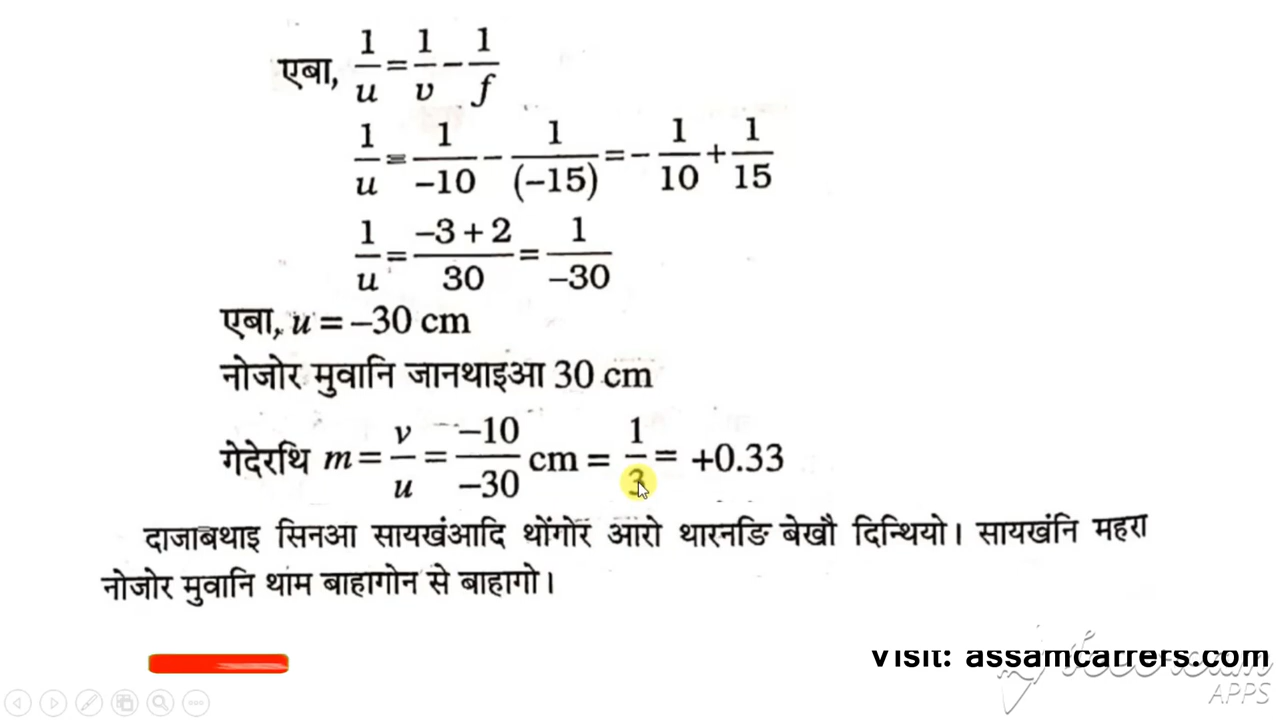 एबा, 1/u = 1/v − 1/f
1/u = 1/−10 − 1/(−15) = − 1/10 + 1/15
1/u = −3 + 2/30 = 1/−30
एबा, u = −30 cm
नोजोर मुवानि जानथाइआ 30 cm
गेदेरथि m = v/u = −10/−30 cm = 1/3 = +0.33
दाजाबथाइ सिनआ सायखंआदि थोंगोर आरो थारनङि बेखौ दिन्थियो। सायखंनि महरा
नोजोर मुवानि थाम बाहागोन से बाहागो।
visit: assamcarrers.com
APPS